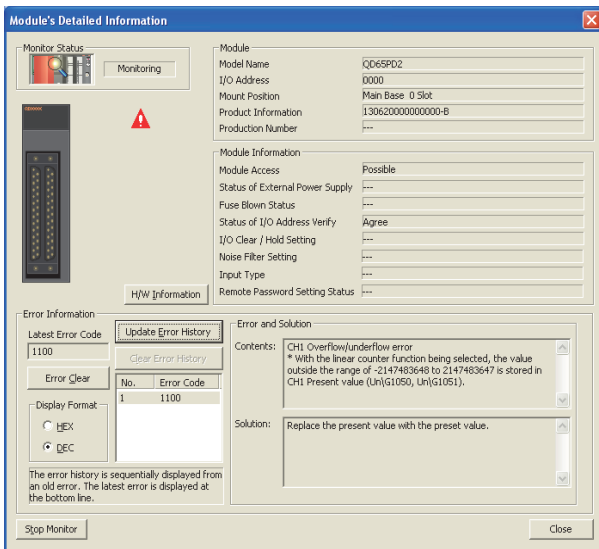 Module's Detailed Information
Monitor Status
Monitoring
Module
Model Name QD65PD2
I/O Address 0000
Mount Position Main Base 0 Slot
Product Information 130620000000000-B
Production Number ---
Module Information
Module Access Possible
Status of External Power Supply ---
Fuse Blown Status ---
Status of I/O Address Verify Agree
I/O Clear / Hold Setting ---
Noise Filter Setting ---
Input Type ---
Remote Password Setting Status ---
H/W Information
Error Information
Latest Error Code
1100
Error Clear
Display Format
HEX
DEC
Update Error History
Clear Error History
No. Error Code
1 1100
The error history is sequentially displayed from
an old error. The latest error is displayed at
the bottom line.
Error and Solution
Contents: CH1 Overflow/underflow error
* With the linear counter function being selected, the value
outside the range of -2147483648 to 2147483647 is stored in
CH1 Present value (Un\G1050, Un\G1051).
Solution: Replace the present value with the preset value.
Stop Monitor
Close